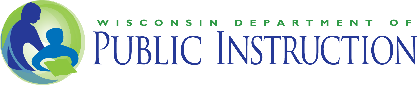 WISCONSIN DEPARTMENT OF
PUBLIC INSTRUCTION